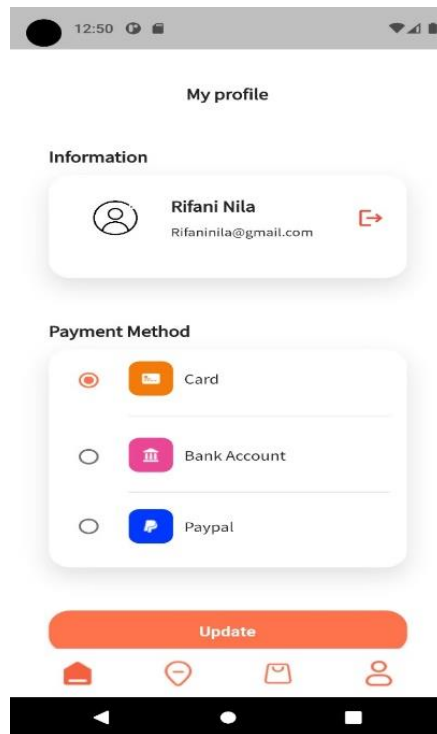 12:50
My profile
Information
Rifani Nila
Rifaninila@gmail.com
Payment Method
Card
Bank Account
Paypal
Update